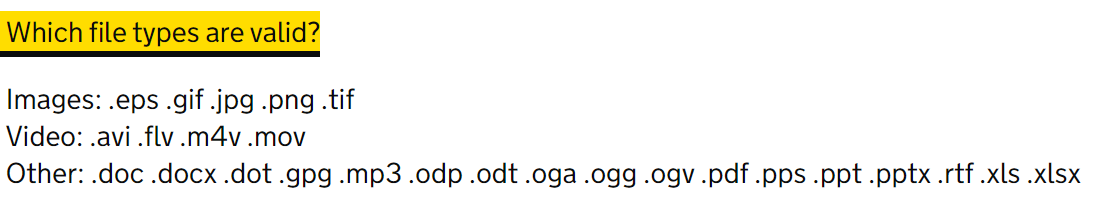 Which file types are valid?
Images: .eps .gif .jpg .png .tif
Video: .avi .flv .m4v .mov
Other: .doc .docx .dot .gpg .mp3 .odp .odt .oga .ogg .ogv .pdf .pps .ppt .pptx .rtf .xls .xlsx